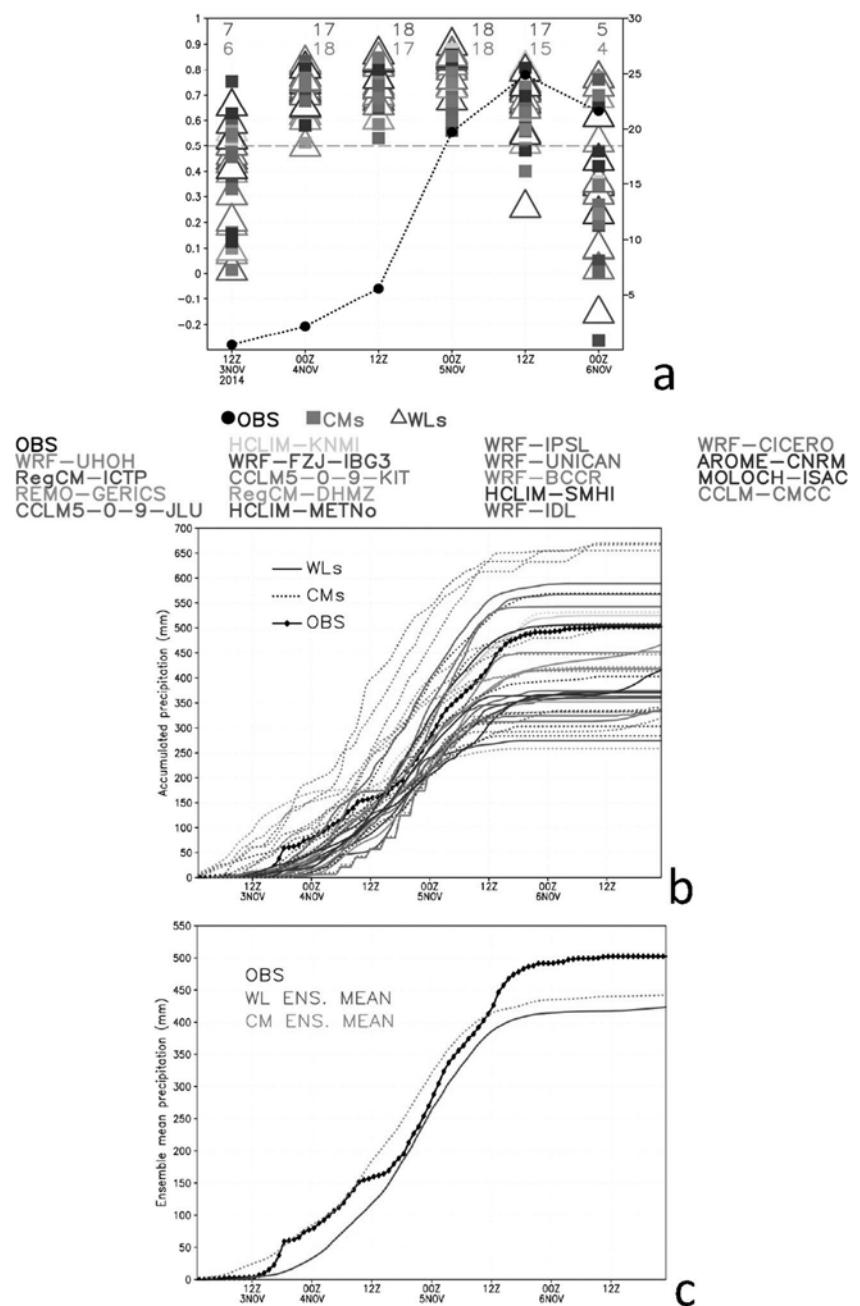 7 17 18 18 17 5
6 18 17 18 15 4
1 30
0.9
0.8 25
0.7
0.6 20
0.5
0.4 15
0.3
0.2 10
0.1
0 5
-0.1
-0.2
12Z 00Z 12Z 00Z 12Z 00Z
3NOV 4NOV 5NOV 6NOV
2014
a
OBS CMs WLs
OBS HCLIM-KNMI WRF-IPSL WRF-CICERO
WRF-UHOH WRF-FZJ-IBG3 WRF-UNICAN AROME-CNRM
RegCM-ICTP CCLM5-0-9-KIT WRF-BCCR MOLOCH-ISAC
REMO-GERICS RegCM-DHMZ HCLIM-SMHI CCLM-CMCC
CCLM5-0-9-JLU HCLIM-METNo WRF-IDL
Accumulated precipitation (mm)
700
650
600
550
500
450
400
350
300
250
200
150
100
50
0
WLs
CMs
OBS
12Z 00Z 12Z 00Z 12Z 00Z 12Z
3NOV 4NOV 5NOV 6NOV
b
Ensemble mean precipitation (mm)
550
500
450
400
350
300
250
200
150
100
50
0
OBS
WL ENS. MEAN
CM ENS. MEAN
12Z 00Z 12Z 00Z 12Z 00Z 12Z
3NOV 4NOV 5NOV 6NOV
c